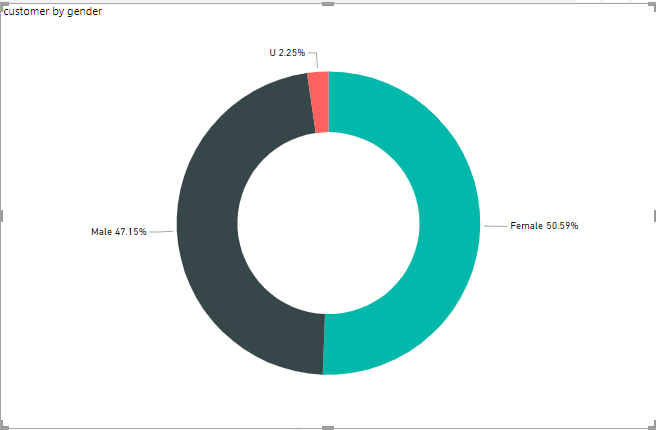 customer by gender
U 2.25%
Male 47.15%
Female 50.59%